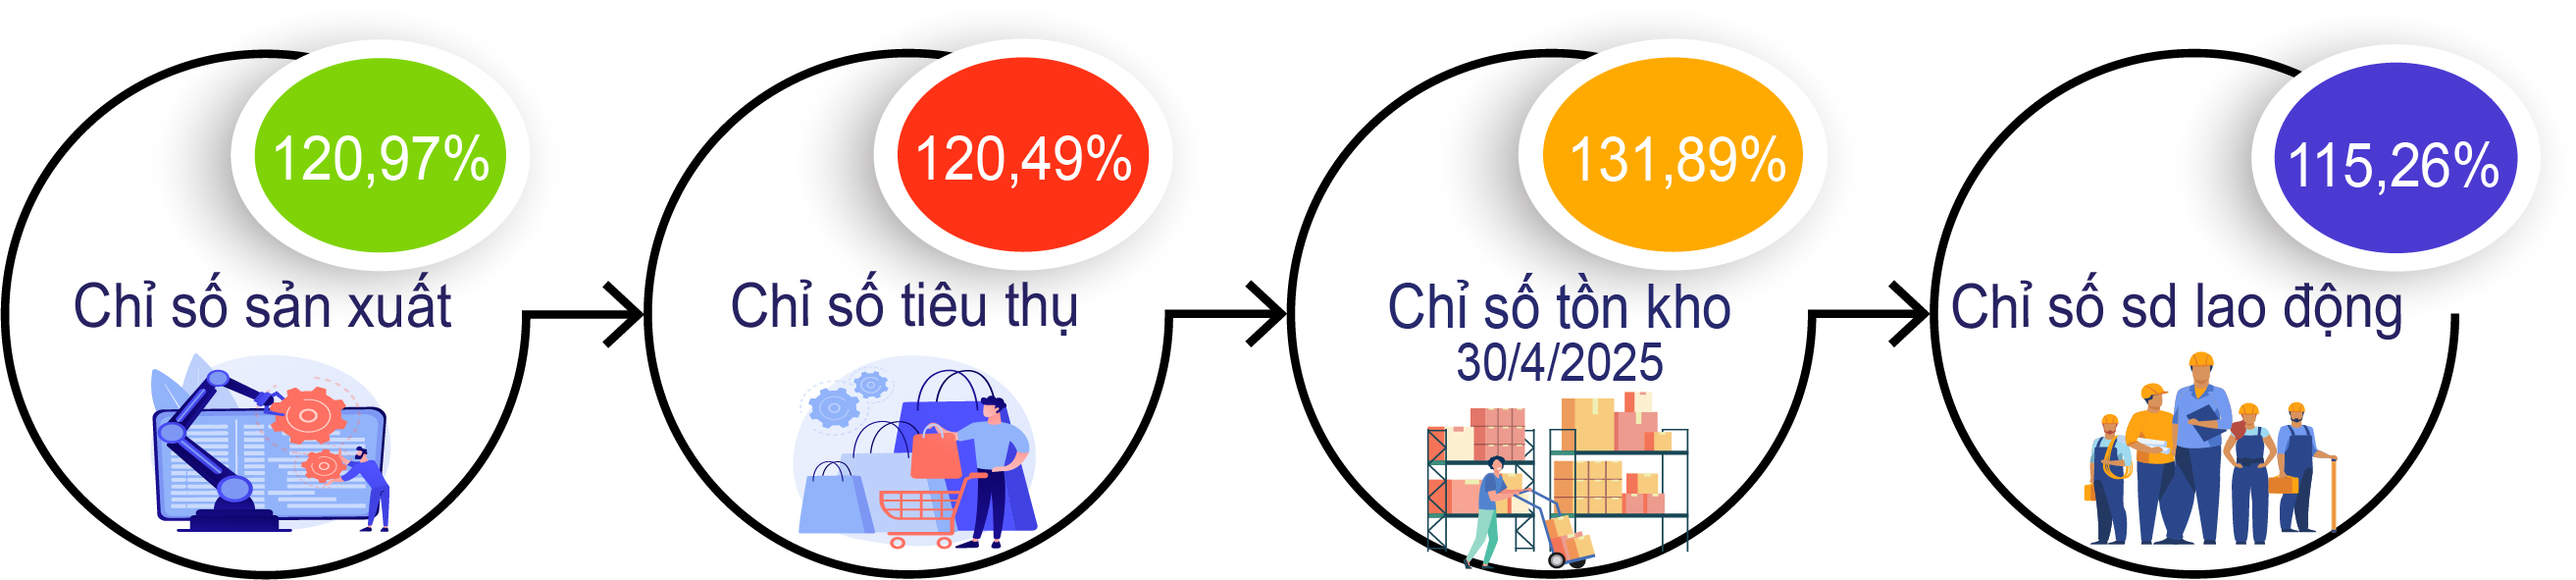 120,97%
Chỉ số sản xuất
120,49%
Chỉ số tiêu thụ
131,89%
Chỉ số tồn kho
30/4/2025
115,26%
Chỉ số sd lao động